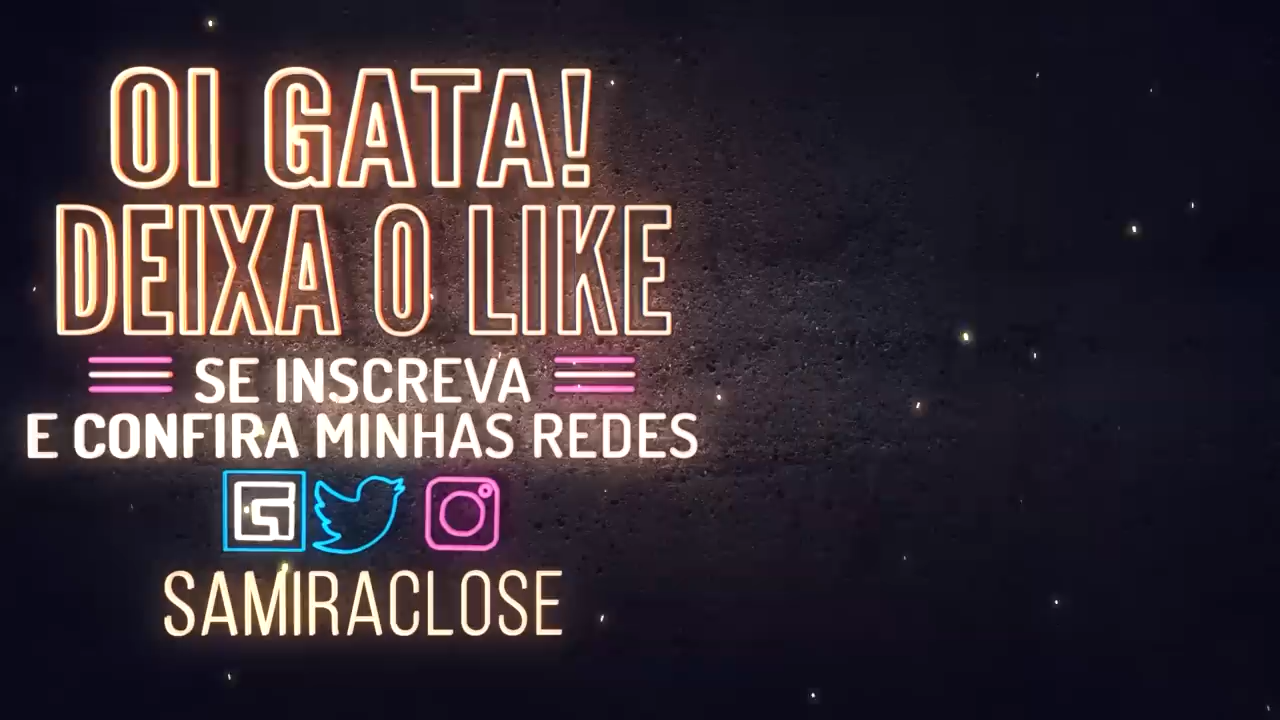 OI GATA!
DEIXA O LIKE
SE INSCREVA
E CONFIRA MINHAS REDES
SAMIRACLOSE